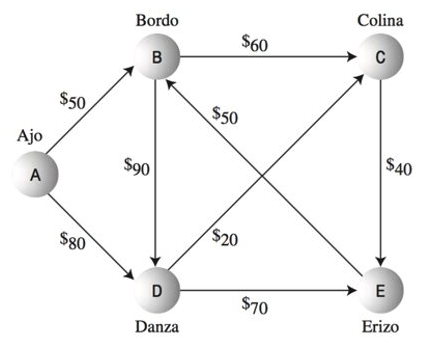 Bordo
Colina
B
$60
C
$50
$50
Ajo
A
$90
$40
$80
$20
D
$70
E
Danza
Erizo